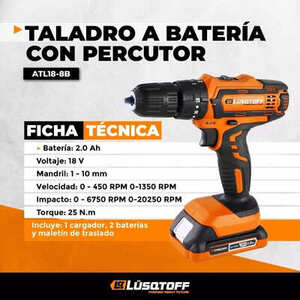 TALADRO A BATERÍA
CON PERCUTOR
ATL18-8B
LÜSQTOFF
FICHA TÉCNICA
Batería: 2.0 Ah
Voltaje: 18 V
Mandril: 1 - 10 mm
Velocidad: 0 - 450 RPM 0-1350 RPM
Impacto: 0 - 6750 RPM 0-20250 RPM
Torque: 25 N.m
Incluye: 1 cargador, 2 baterías
y maletín de traslado
LÜSQTOFF